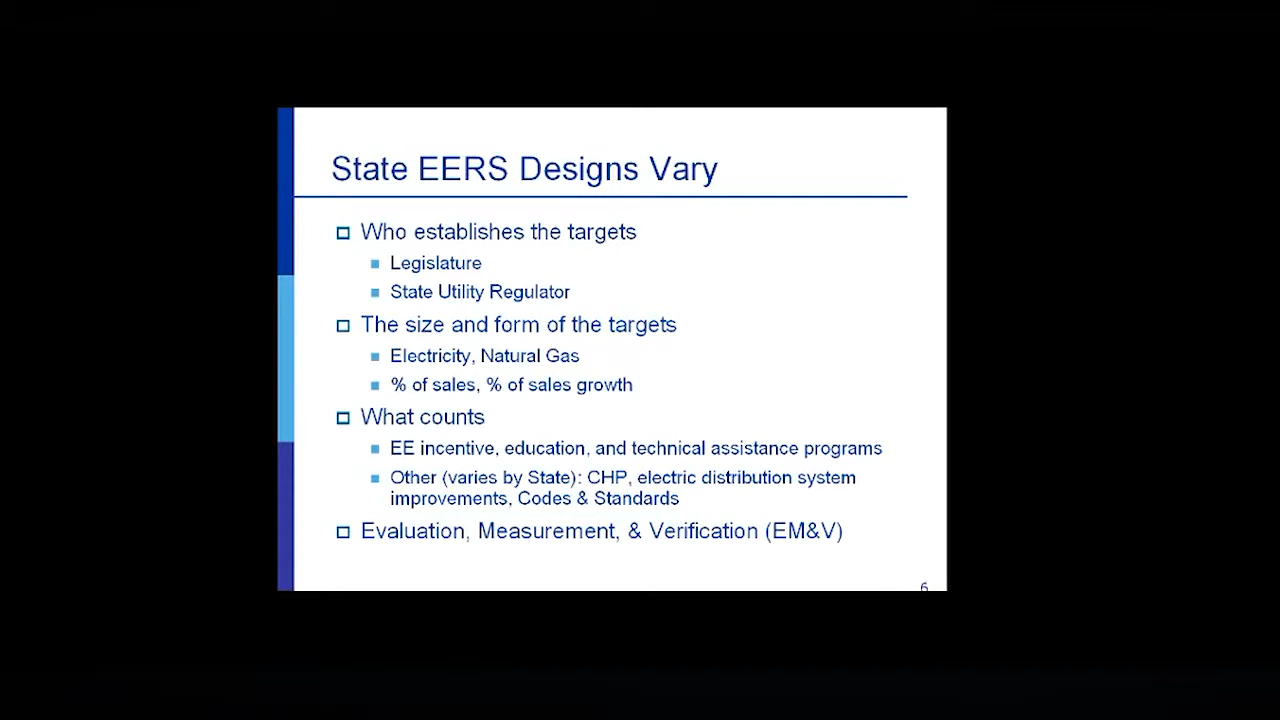 State EERS Designs Vary
Who establishes the targets
Legislature
State Utility Regulator
The size and form of the targets
Electricity, Natural Gas
% of sales, % of sales growth
What counts
EE incentive, education, and technical assistance programs
Other (varies by State): CHP, electric distribution system
improvements, Codes & Standards
Evaluation, Measurement, & Verification (EM&V)
6